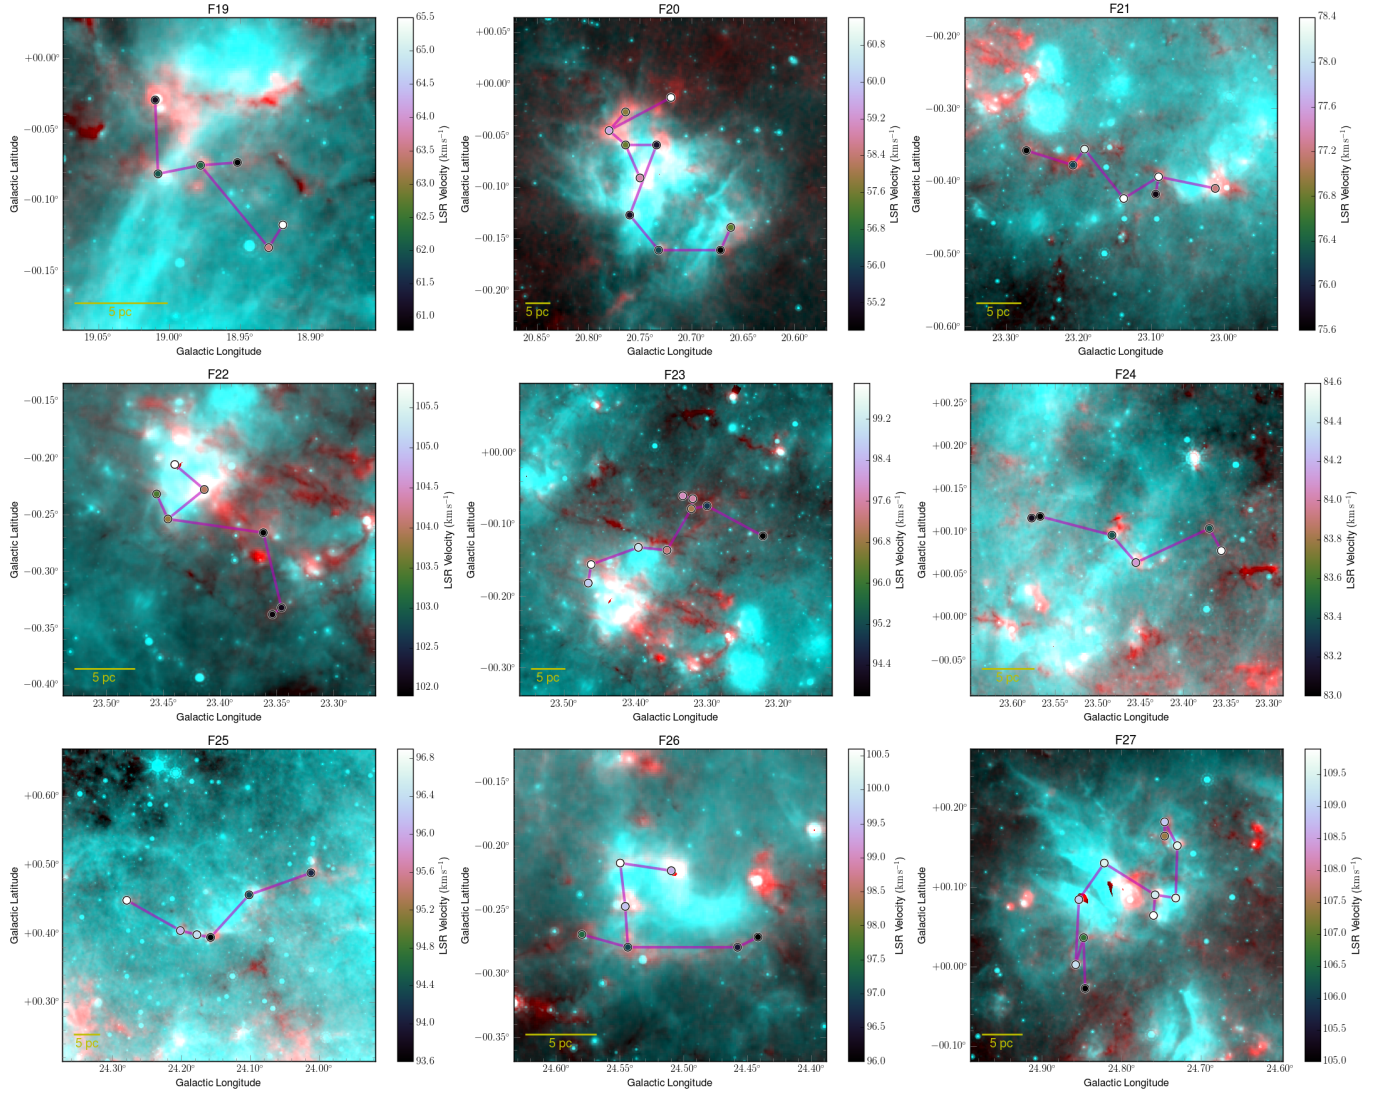 F19
+00.00°
−00.05°
−00.10°
−00.15°
19.05° 19.00° 18.95° 18.90°
Galactic Longitude
Galactic Latitude
5 pc
65.5
65.0
64.5
64.0
63.5
63.0
62.5
62.0
61.5
61.0
LSR Velocity (km s⁻¹)
F20
+00.05°
+00.00°
−00.05°
−00.10°
−00.15°
−00.20°
20.85° 20.80° 20.75° 20.70° 20.65° 20.60°
Galactic Longitude
Galactic Latitude
5 pc
60.8
60.0
59.2
58.4
57.6
56.8
56.0
55.2
LSR Velocity (km s⁻¹)
F21
−00.20°
−00.30°
−00.40°
−00.50°
−00.60°
23.30° 23.20° 23.10° 23.00°
Galactic Longitude
Galactic Latitude
5 pc
78.4
78.0
77.6
77.2
76.8
76.4
76.0
75.6
LSR Velocity (km s⁻¹)
F22
−00.15°
−00.20°
−00.25°
−00.30°
−00.35°
−00.40°
23.50° 23.45° 23.40° 23.35° 23.30°
Galactic Longitude
Galactic Latitude
5 pc
105.5
105.0
104.5
104.0
103.5
103.0
102.5
102.0
LSR Velocity (km s⁻¹)
F23
+00.00°
−00.10°
−00.20°
−00.30°
23.50° 23.40° 23.30° 23.20°
Galactic Longitude
Galactic Latitude
5 pc
99.2
98.4
97.6
96.8
96.0
95.2
94.4
LSR Velocity (km s⁻¹)
F24
+00.25°
+00.20°
+00.15°
+00.10°
+00.05°
+00.00°
−00.05°
23.60° 23.55° 23.50° 23.45° 23.40° 23.35° 23.30°
Galactic Longitude
Galactic Latitude
5 pc
84.6
84.4
84.2
84.0
83.8
83.6
83.4
83.2
83.0
LSR Velocity (km s⁻¹)
F25
+00.60°
+00.50°
+00.40°
+00.30°
24.30° 24.20° 24.10° 24.00°
Galactic Longitude
Galactic Latitude
5 pc
96.8
96.4
96.0
95.6
95.2
94.8
94.4
94.0
93.6
LSR Velocity (km s⁻¹)
F26
−00.15°
−00.20°
−00.25°
−00.30°
−00.35°
24.60° 24.55° 24.50° 24.45° 24.40°
Galactic Longitude
Galactic Latitude
5 pc
100.5
100.0
99.5
99.0
98.5
98.0
97.5
97.0
96.5
96.0
LSR Velocity (km s⁻¹)
F27
+00.20°
+00.10°
+00.00°
−00.10°
24.90° 24.80° 24.70° 24.60°
Galactic Longitude
Galactic Latitude
5 pc
109.5
109.0
108.5
108.0
107.5
107.0
106.5
106.0
105.5
105.0
LSR Velocity (km s⁻¹)